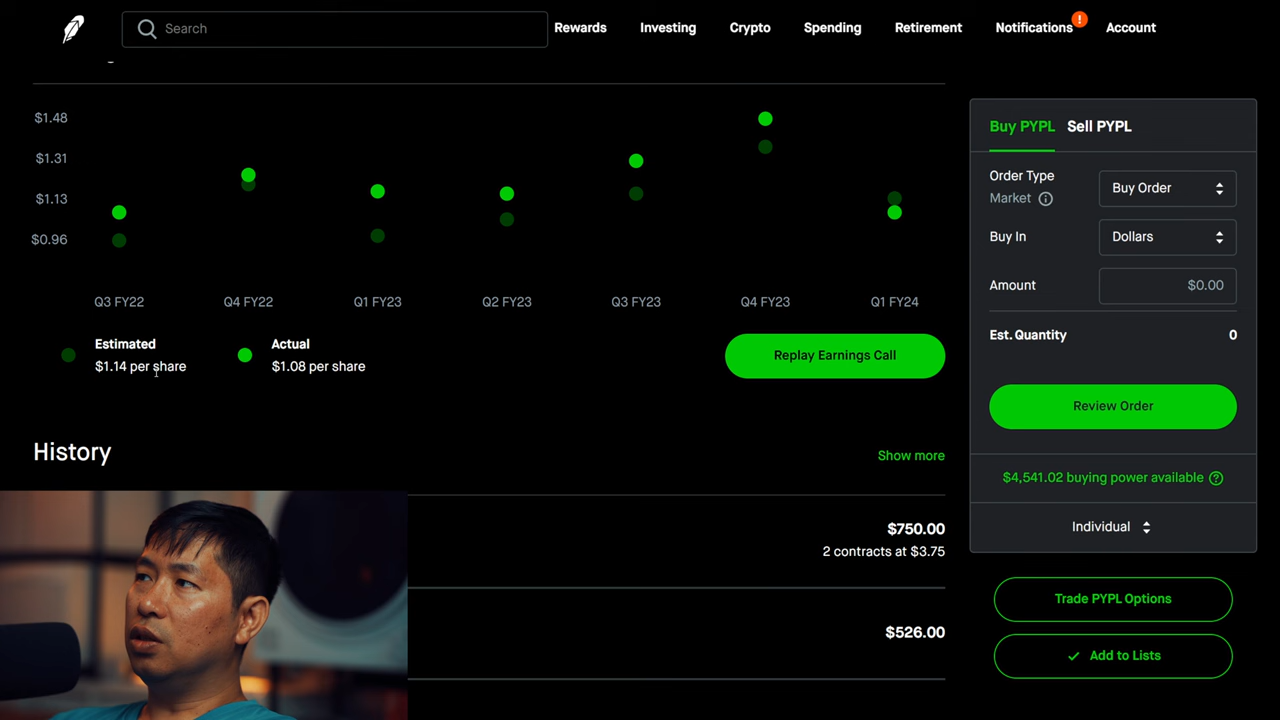 Search
Rewards
Investing
Crypto
Spending
Retirement
Notifications
!
Account
$1.48
$1.31
$1.13
$0.96
Q3 FY22
Q4 FY22
Q1 FY23
Q2 FY23
Q3 FY23
Q4 FY23
Q1 FY24
Estimated
$1.14 per share
Actual
$1.08 per share
Replay Earnings Call
History
Show more
$750.00
2 contracts at $3.75
$526.00
Buy PYPL
Sell PYPL
Order Type
Market
Buy Order
Buy In
Dollars
Amount
$0.00
Est. Quantity
0
Review Order
$4,541.02 buying power available
Individual
Trade PYPL Options
Add to Lists